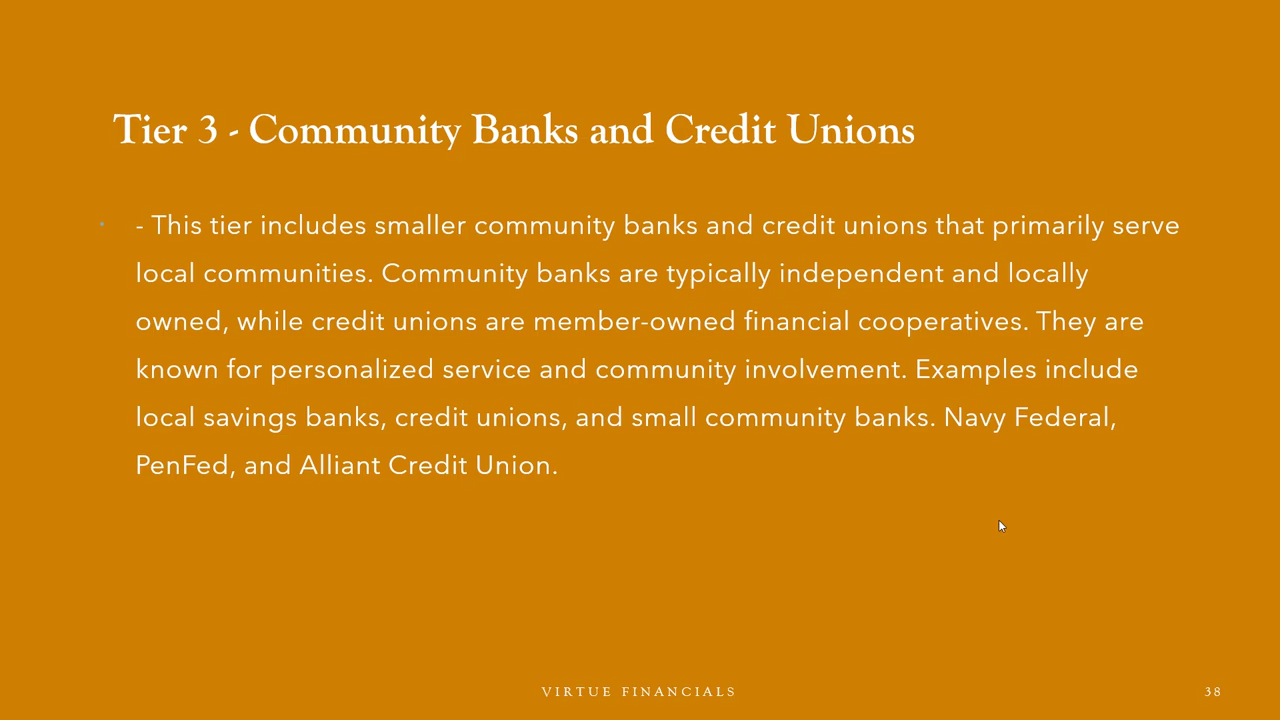 Tier 3 - Community Banks and Credit Unions
- This tier includes smaller community banks and credit unions that primarily serve
local communities. Community banks are typically independent and locally
owned, while credit unions are member-owned financial cooperatives. They are
known for personalized service and community involvement. Examples include
local savings banks, credit unions, and small community banks. Navy Federal,
PenFed, and Alliant Credit Union.
VIRTUE FINANCIALS
38